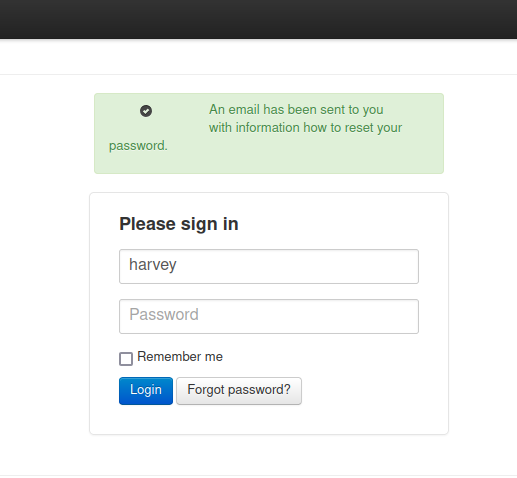 An email has been sent to you
with information how to reset your
password.
Please sign in
harvey
Password
Remember me
Login Forgot password?